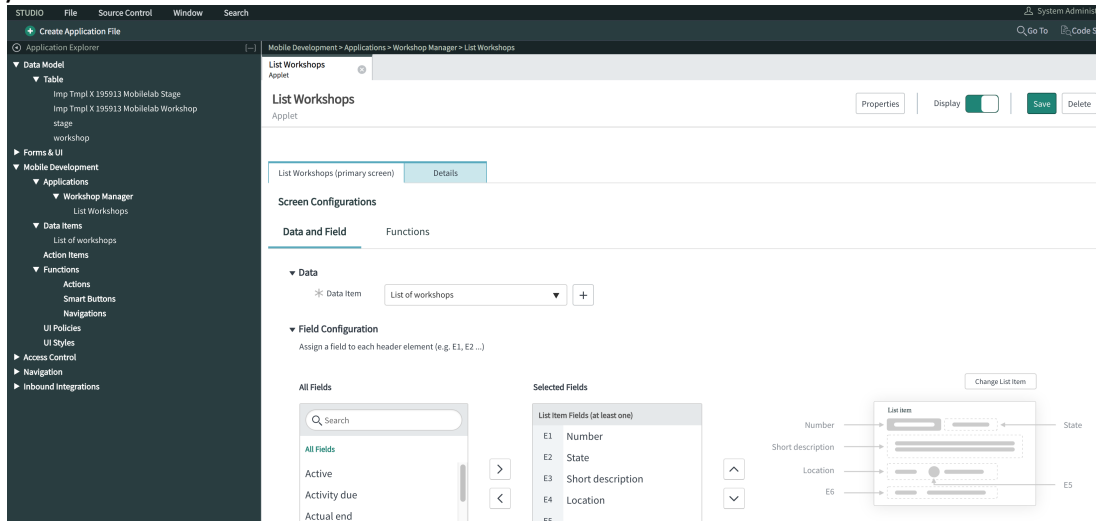 STUDIO File Source Control Window Search System Administ
Create Application File Go To Code S
Application Explorer [—] Mobile Development > Applications > Workshop Manager > List Workshops
Data Model
Table
Imp Tmpl X 195913 Mobilelab Stage
Imp Tmpl X 195913 Mobilelab Workshop
stage
workshop
Forms & UI
Mobile Development
Applications
Workshop Manager
List Workshops
Data Items
List of workshops
Action Items
Functions
Actions
Smart Buttons
Navigations
UI Policies
UI Styles
Access Control
Navigation
Inbound Integrations
List Workshops
Applet
List Workshops
Applet
Properties Display Save Delete
List Workshops (primary screen) Details
Screen Configurations
Data and Field Functions
Data
Data Item List of workshops +
Field Configuration
Assign a field to each header element (e.g. E1, E2 ...)
All Fields
Search
All Fields
Active
Activity due
Actual end
Selected Fields
List Item Fields (at least one)
E1 Number
E2 State
E3 Short description
E4 Location
Change List Item
List item
Number State
Short description
Location
E5
E6